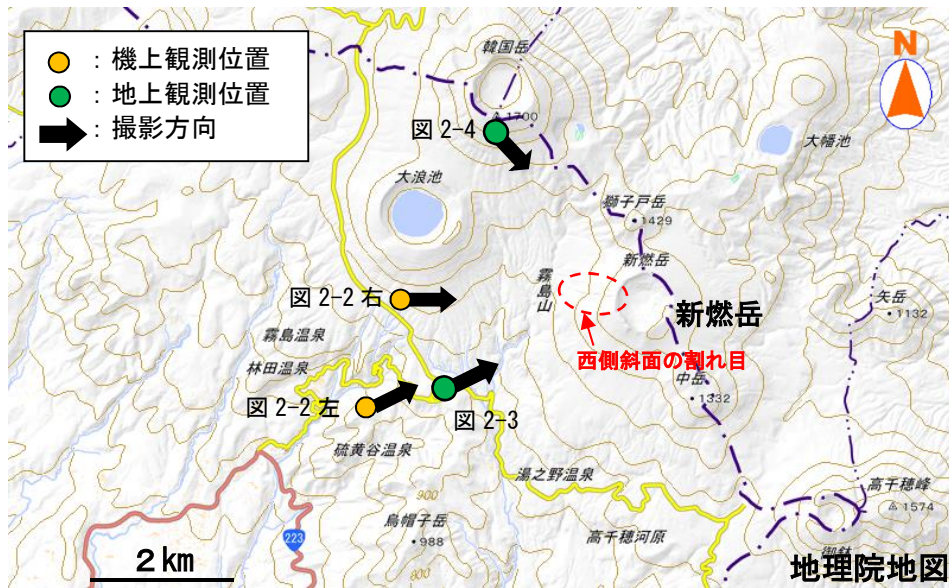 ：機上観測位置
：地上観測位置
：撮影方向
N
韓国岳
1700
図 2-4
大幡池
大浪池
獅子戸岳
1429
新燃岳
霧島山
図 2-2 右
新燃岳
矢岳
1132
霧島温泉
西側斜面の割れ目
林田温泉
中岳
1332
図 2-2 左
図 2-3
硫黄谷温泉
湯之野温泉
高千穂峰
1574
900
烏帽子岳
988
223
高千穂河原
御鉢
2km
800
地理院地図